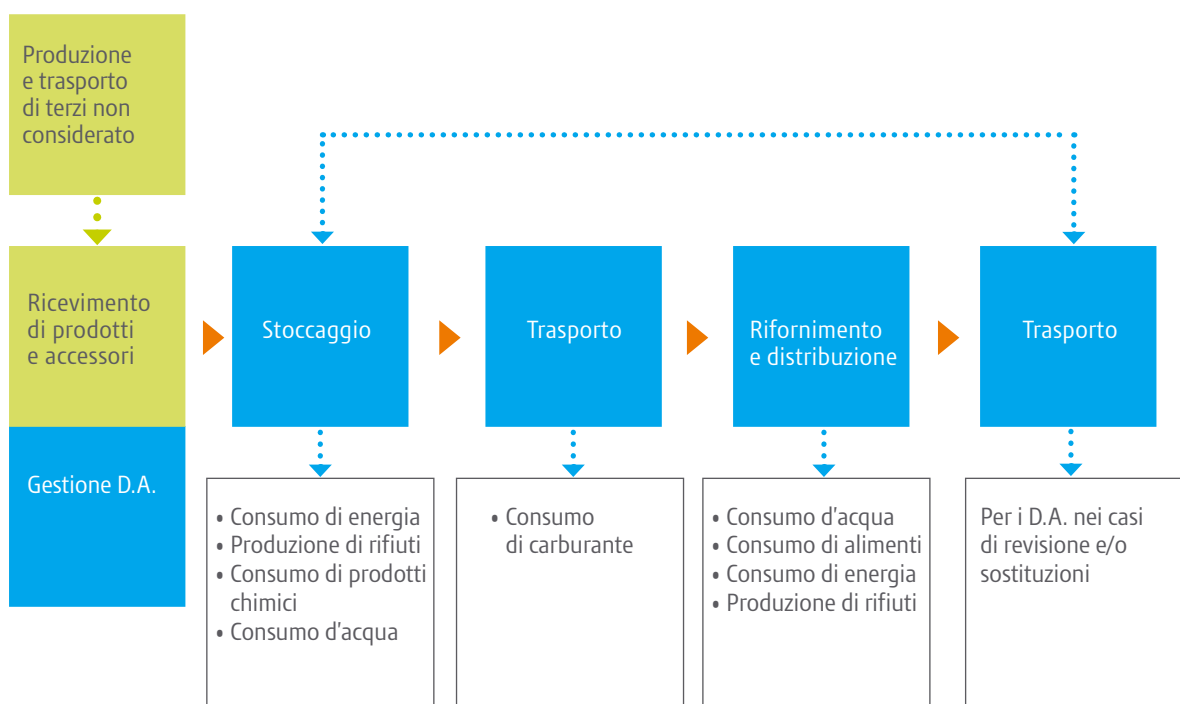 Produzione
e trasporto
di terzi non
considerato
Ricevimento
di prodotti
e accessori
Stoccaggio
Trasporto
Rifornimento
e distribuzione
Trasporto
Gestione D.A.
• Consumo di energia
• Produzione di rifiuti
• Consumo di prodotti
chimici
• Consumo d'acqua
• Consumo
di carburante
• Consumo d'acqua
• Consumo di alimenti
• Consumo di energia
• Produzione di rifiuti
Per i D.A. nei casi
di revisione e/o
sostituzioni